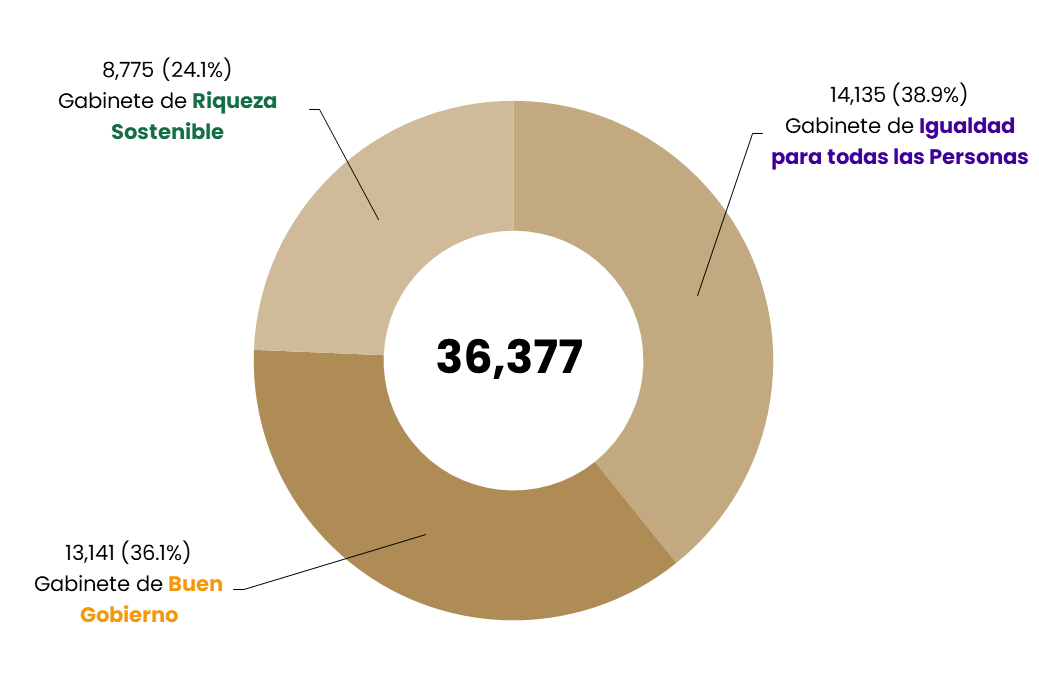 8,775 (24.1%)
Gabinete de Riqueza
Sostenible
14,135 (38.9%)
Gabinete de Igualdad
para todas las Personas
36,377
13,141 (36.1%)
Gabinete de Buen
Gobierno